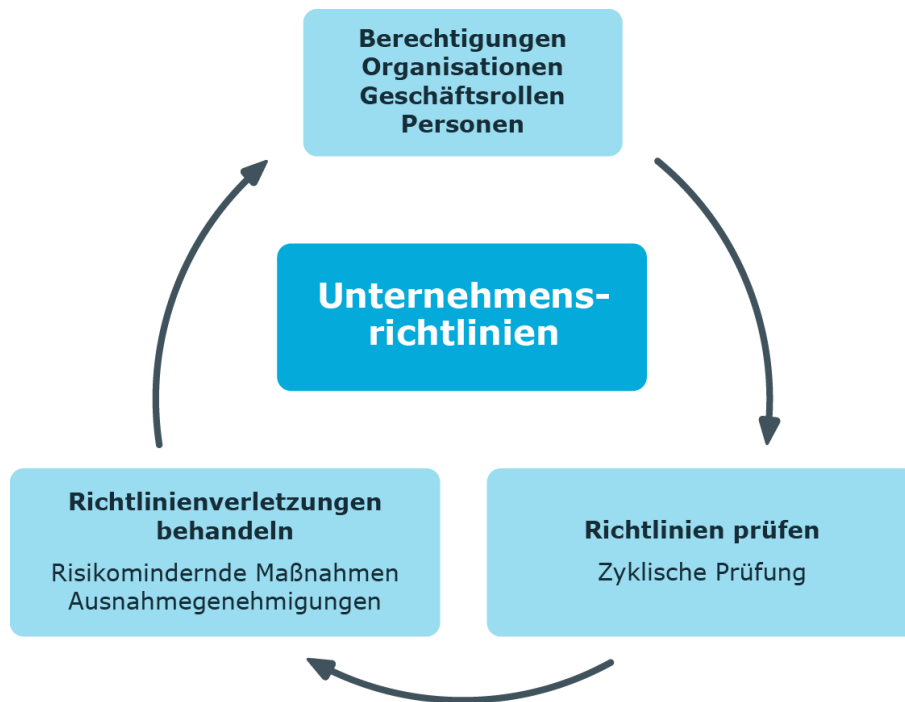 Berechtigungen
Organisationen
Geschäftsrollen
Personen
Unternehmens-
richtlinien
Richtlinienverletzungen
behandeln
Risikomindernde Maßnahmen
Ausnahmegenehmigungen
Richtlinien prüfen
Zyklische Prüfung